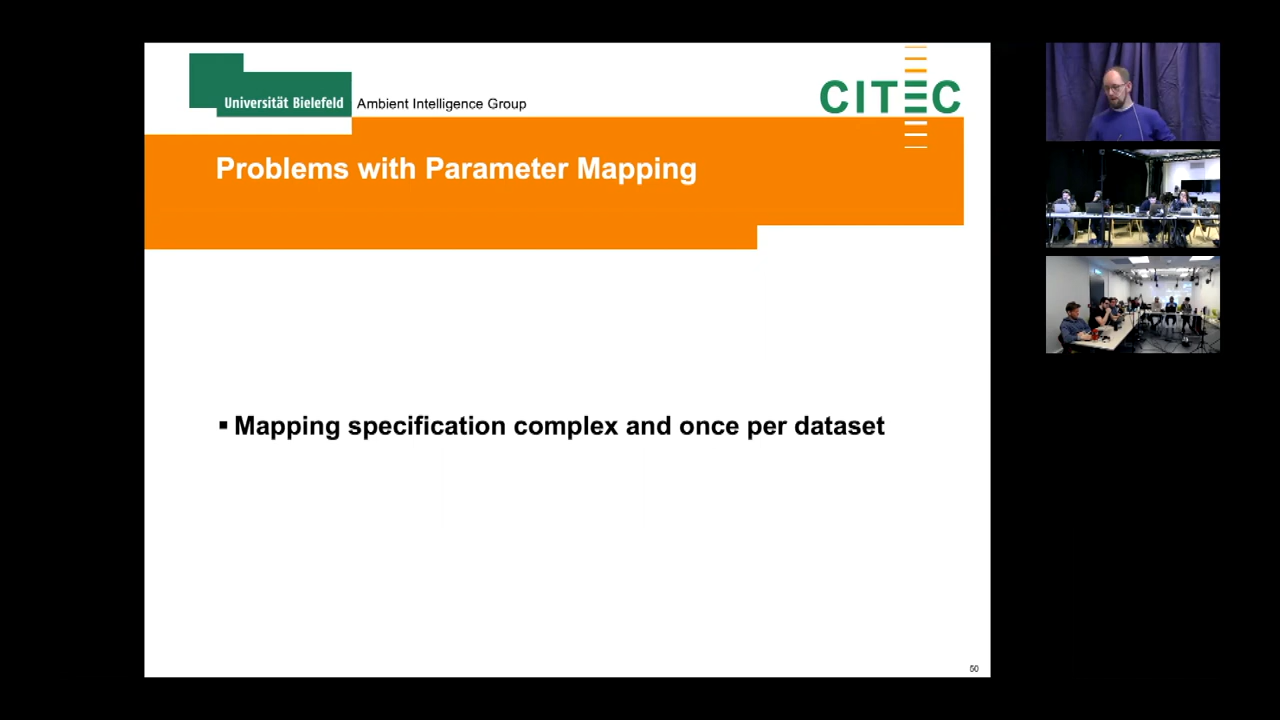 Universität Bielefeld
Ambient Intelligence Group
CITEC
Problems with Parameter Mapping
▪ Mapping specification complex and once per dataset
50